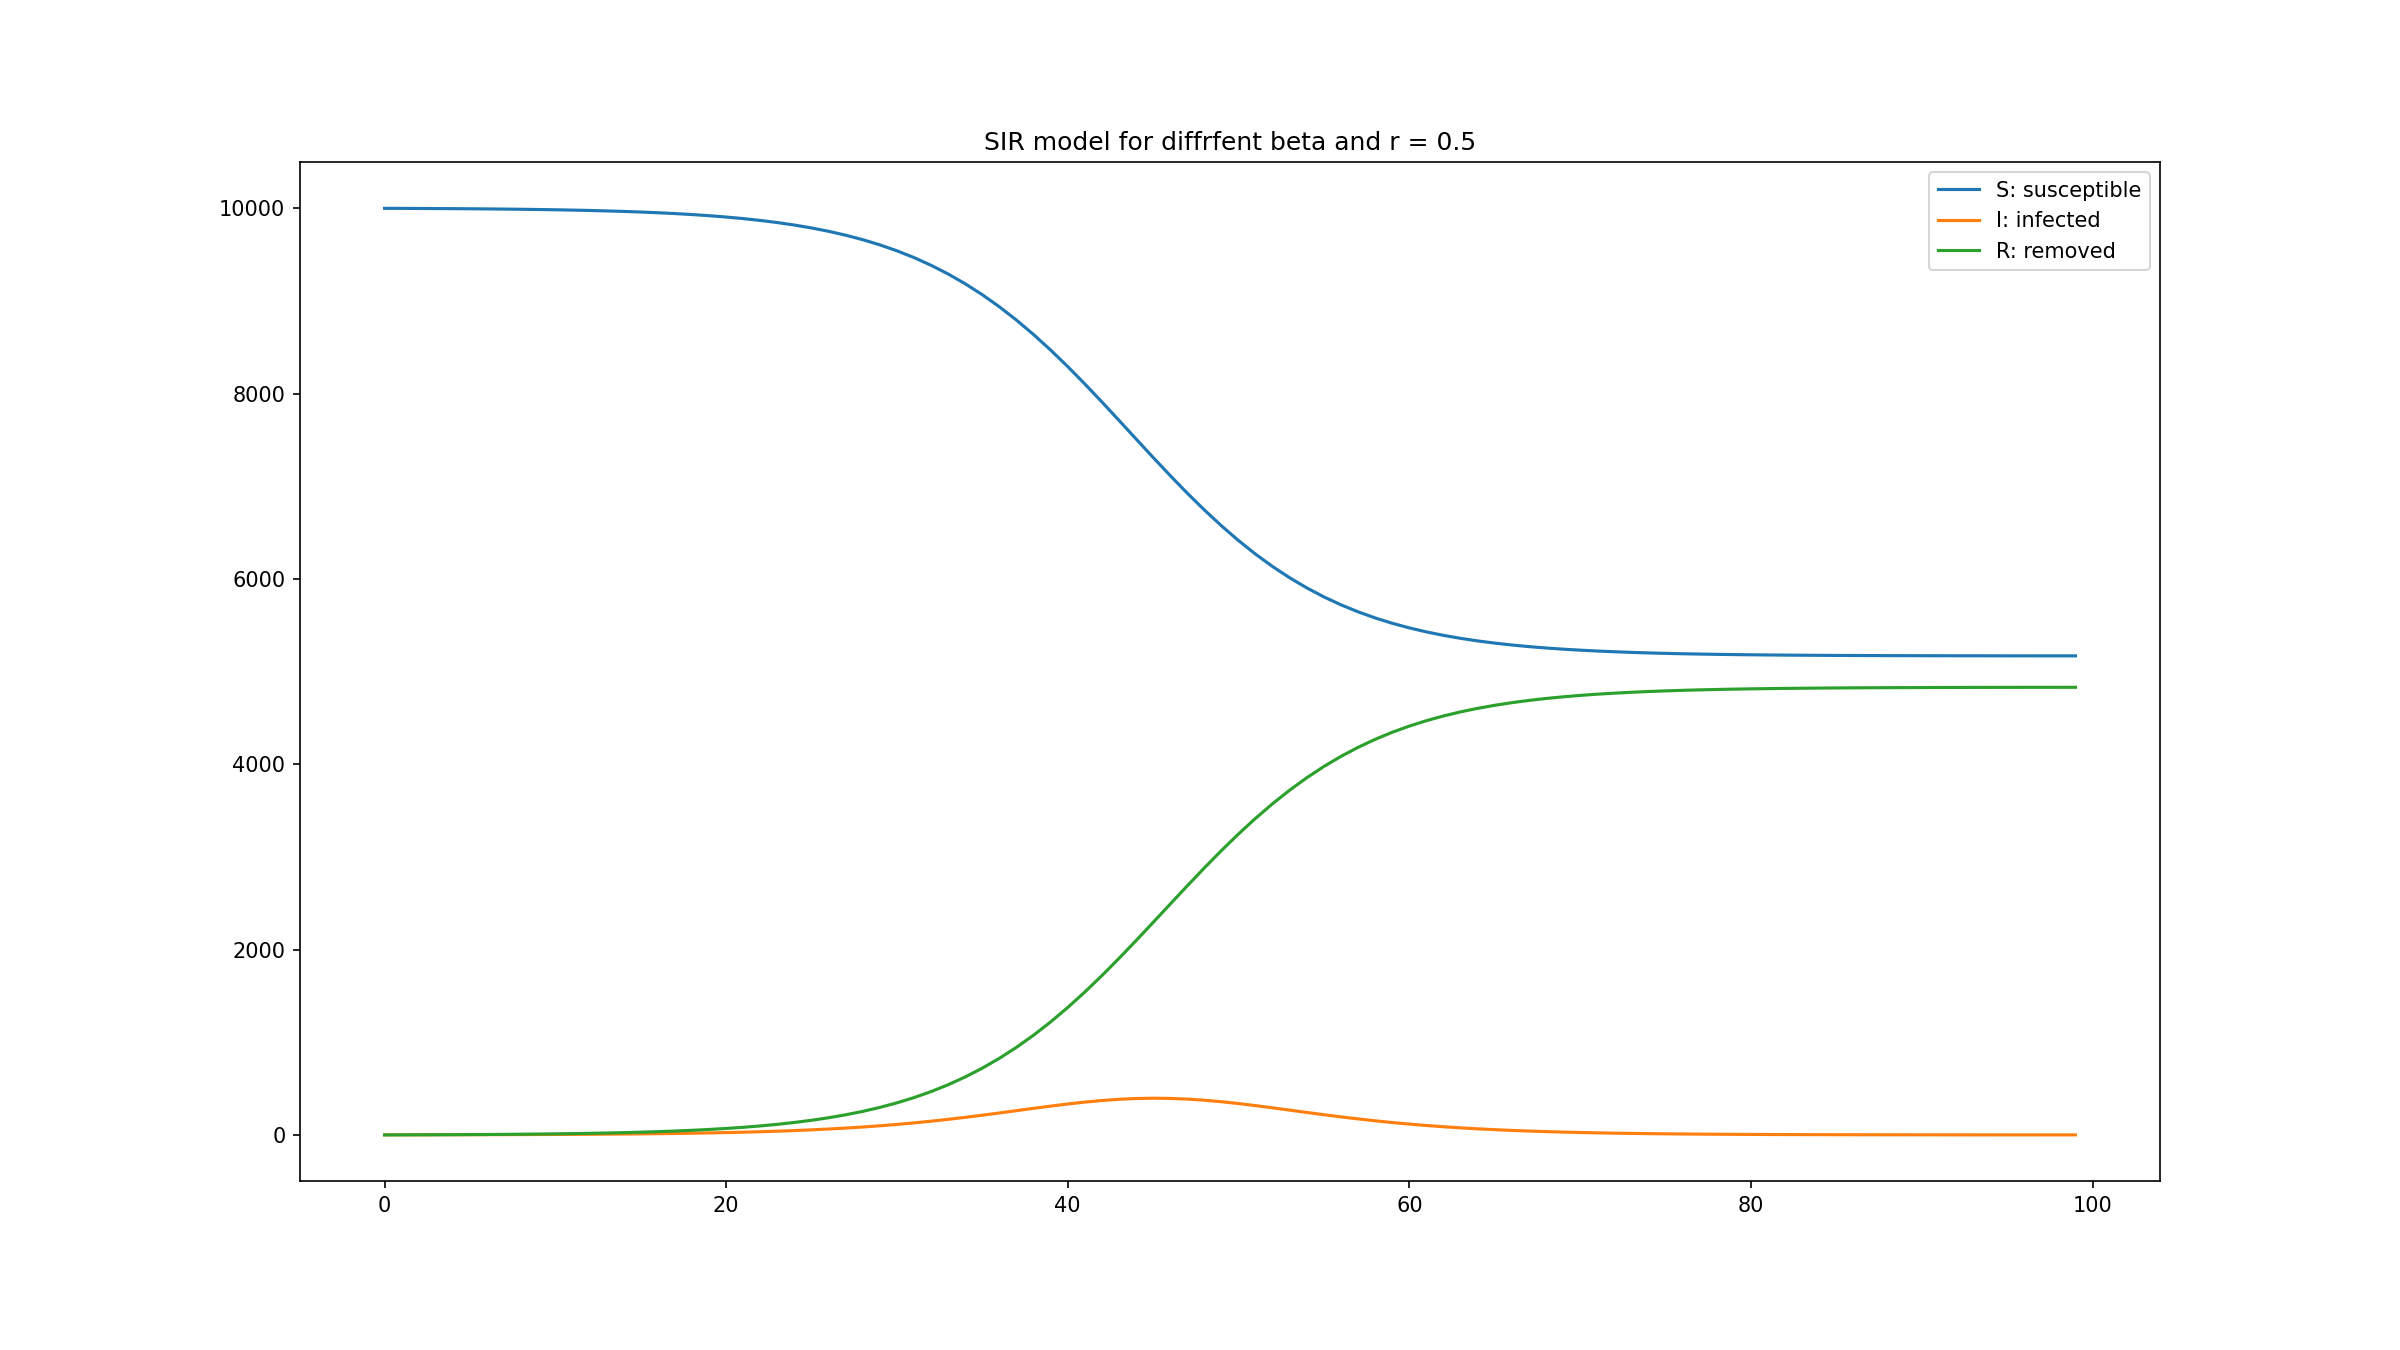 SIR model for diffrfent beta and r = 0.5
S: susceptible
I: infected
R: removed
10000
8000
6000
4000
2000
0
0 20 40 60 80 100